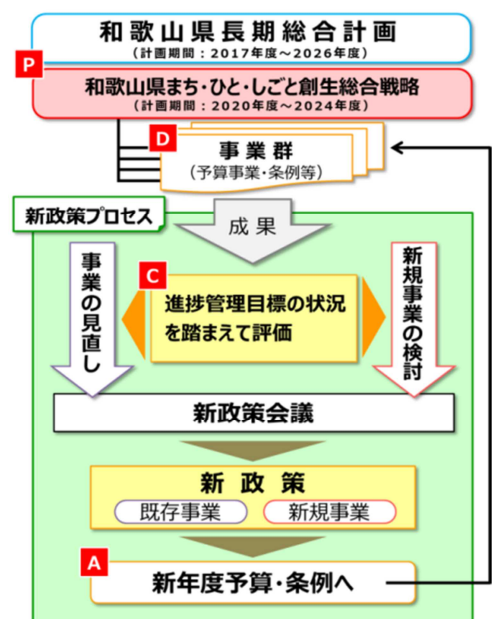 和歌山県長期総合計画
(計画期間：2017年度～2026年度)
P
和歌山県まち・ひと・しごと創生総合戦略
(計画期間：2020年度～2024年度)
D
事業群
(予算事業・条例等)
新政策プロセス
成果
事業の見直し
C
進捗管理目標の状況
を踏まえて評価
新規事業の検討
新政策会議
新政策
既存事業
新規事業
A
新年度予算・条例へ